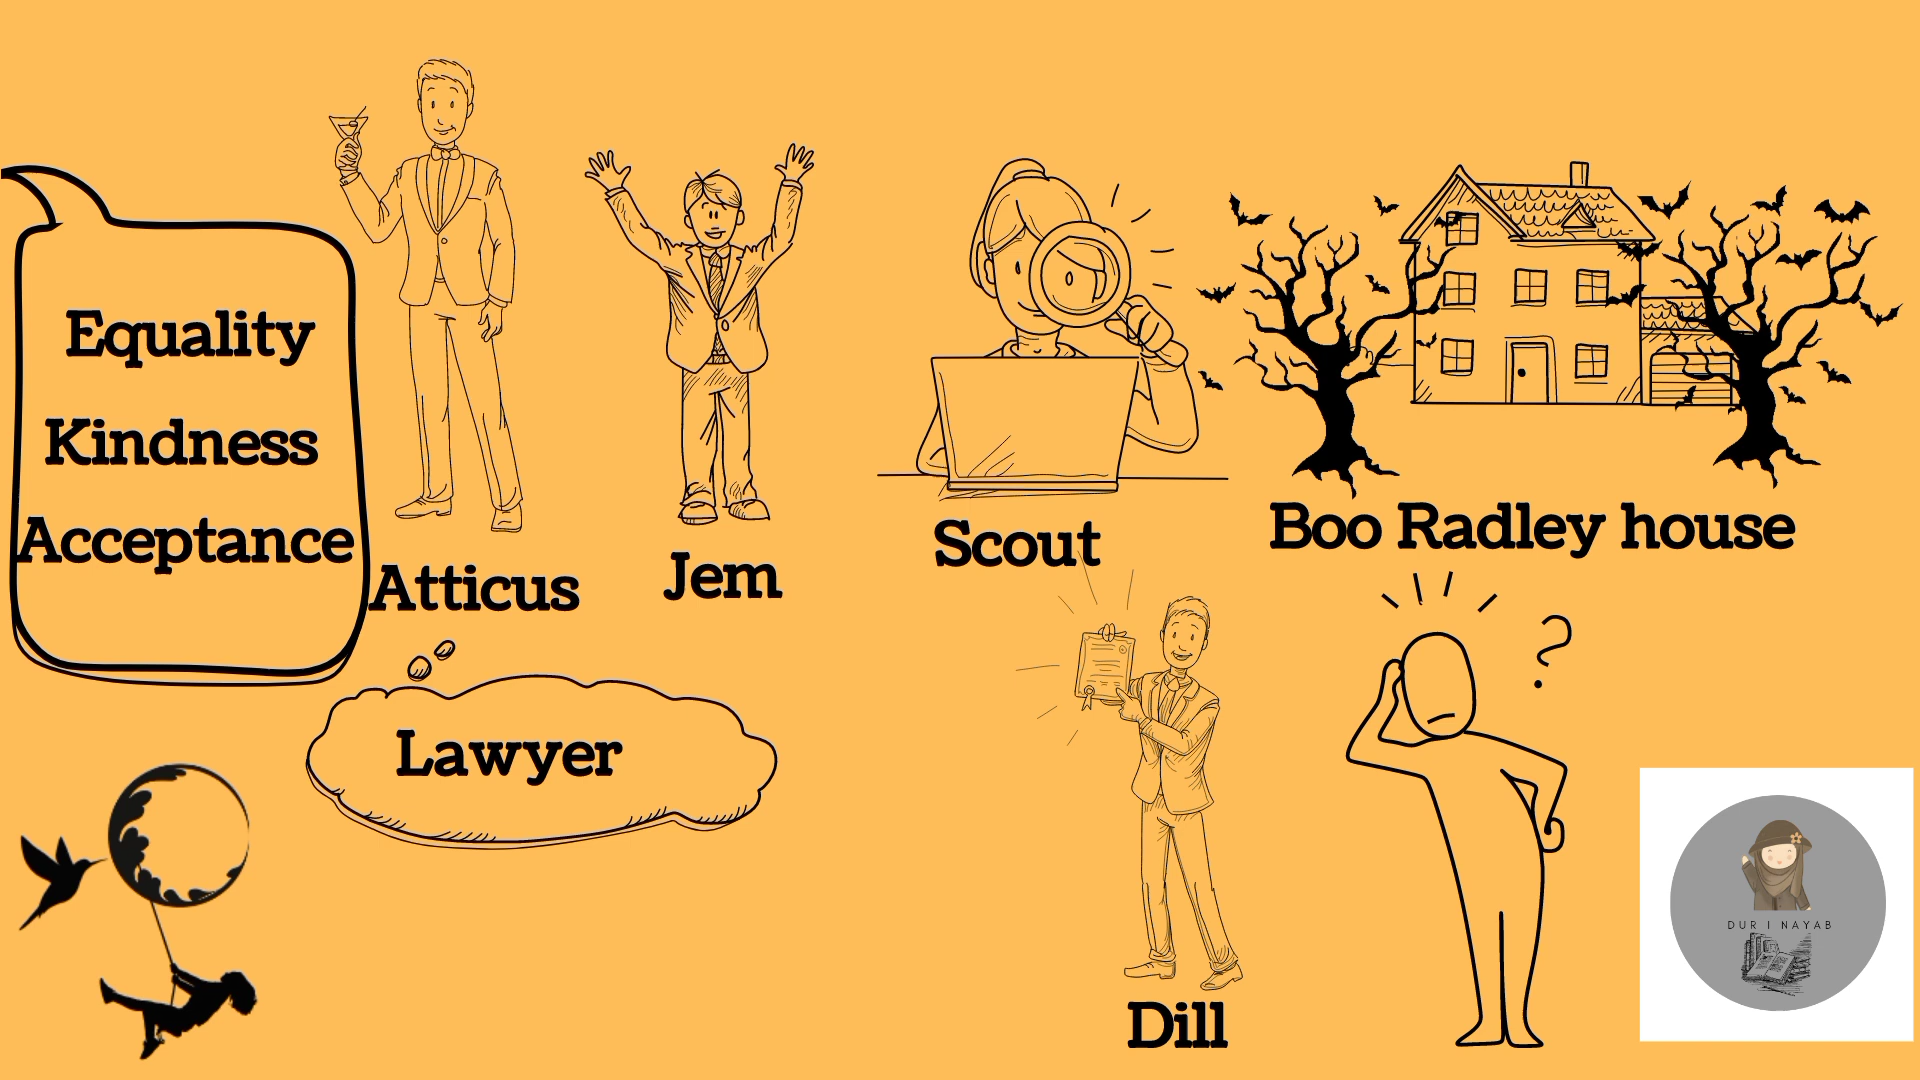 Equality
Kindness
Acceptance
Atticus
Jem
Scout
Boo Radley house
Lawyer
Dill
?
DUR I NAYAB